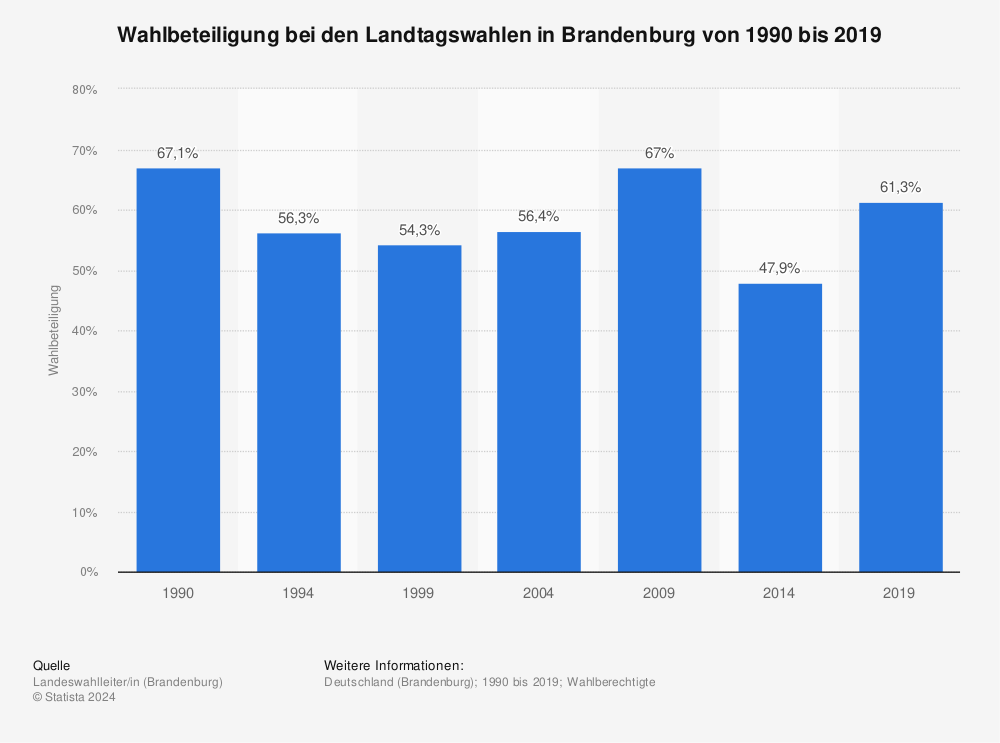 Wahlbeteiligung bei den Landtagswahlen in Brandenburg von 1990 bis 2019
Wahlbeteiligung
80%
70%
60%
50%
40%
30%
20%
10%
0%
67,1%
56,3%
54,3%
56,4%
67%
47,9%
61,3%
1990 1994 1999 2004 2009 2014 2019
Quelle
Landeswahlleiter/in (Brandenburg)
© Statista 2024
Weitere Informationen:
Deutschland (Brandenburg); 1990 bis 2019; Wahlberechtigte